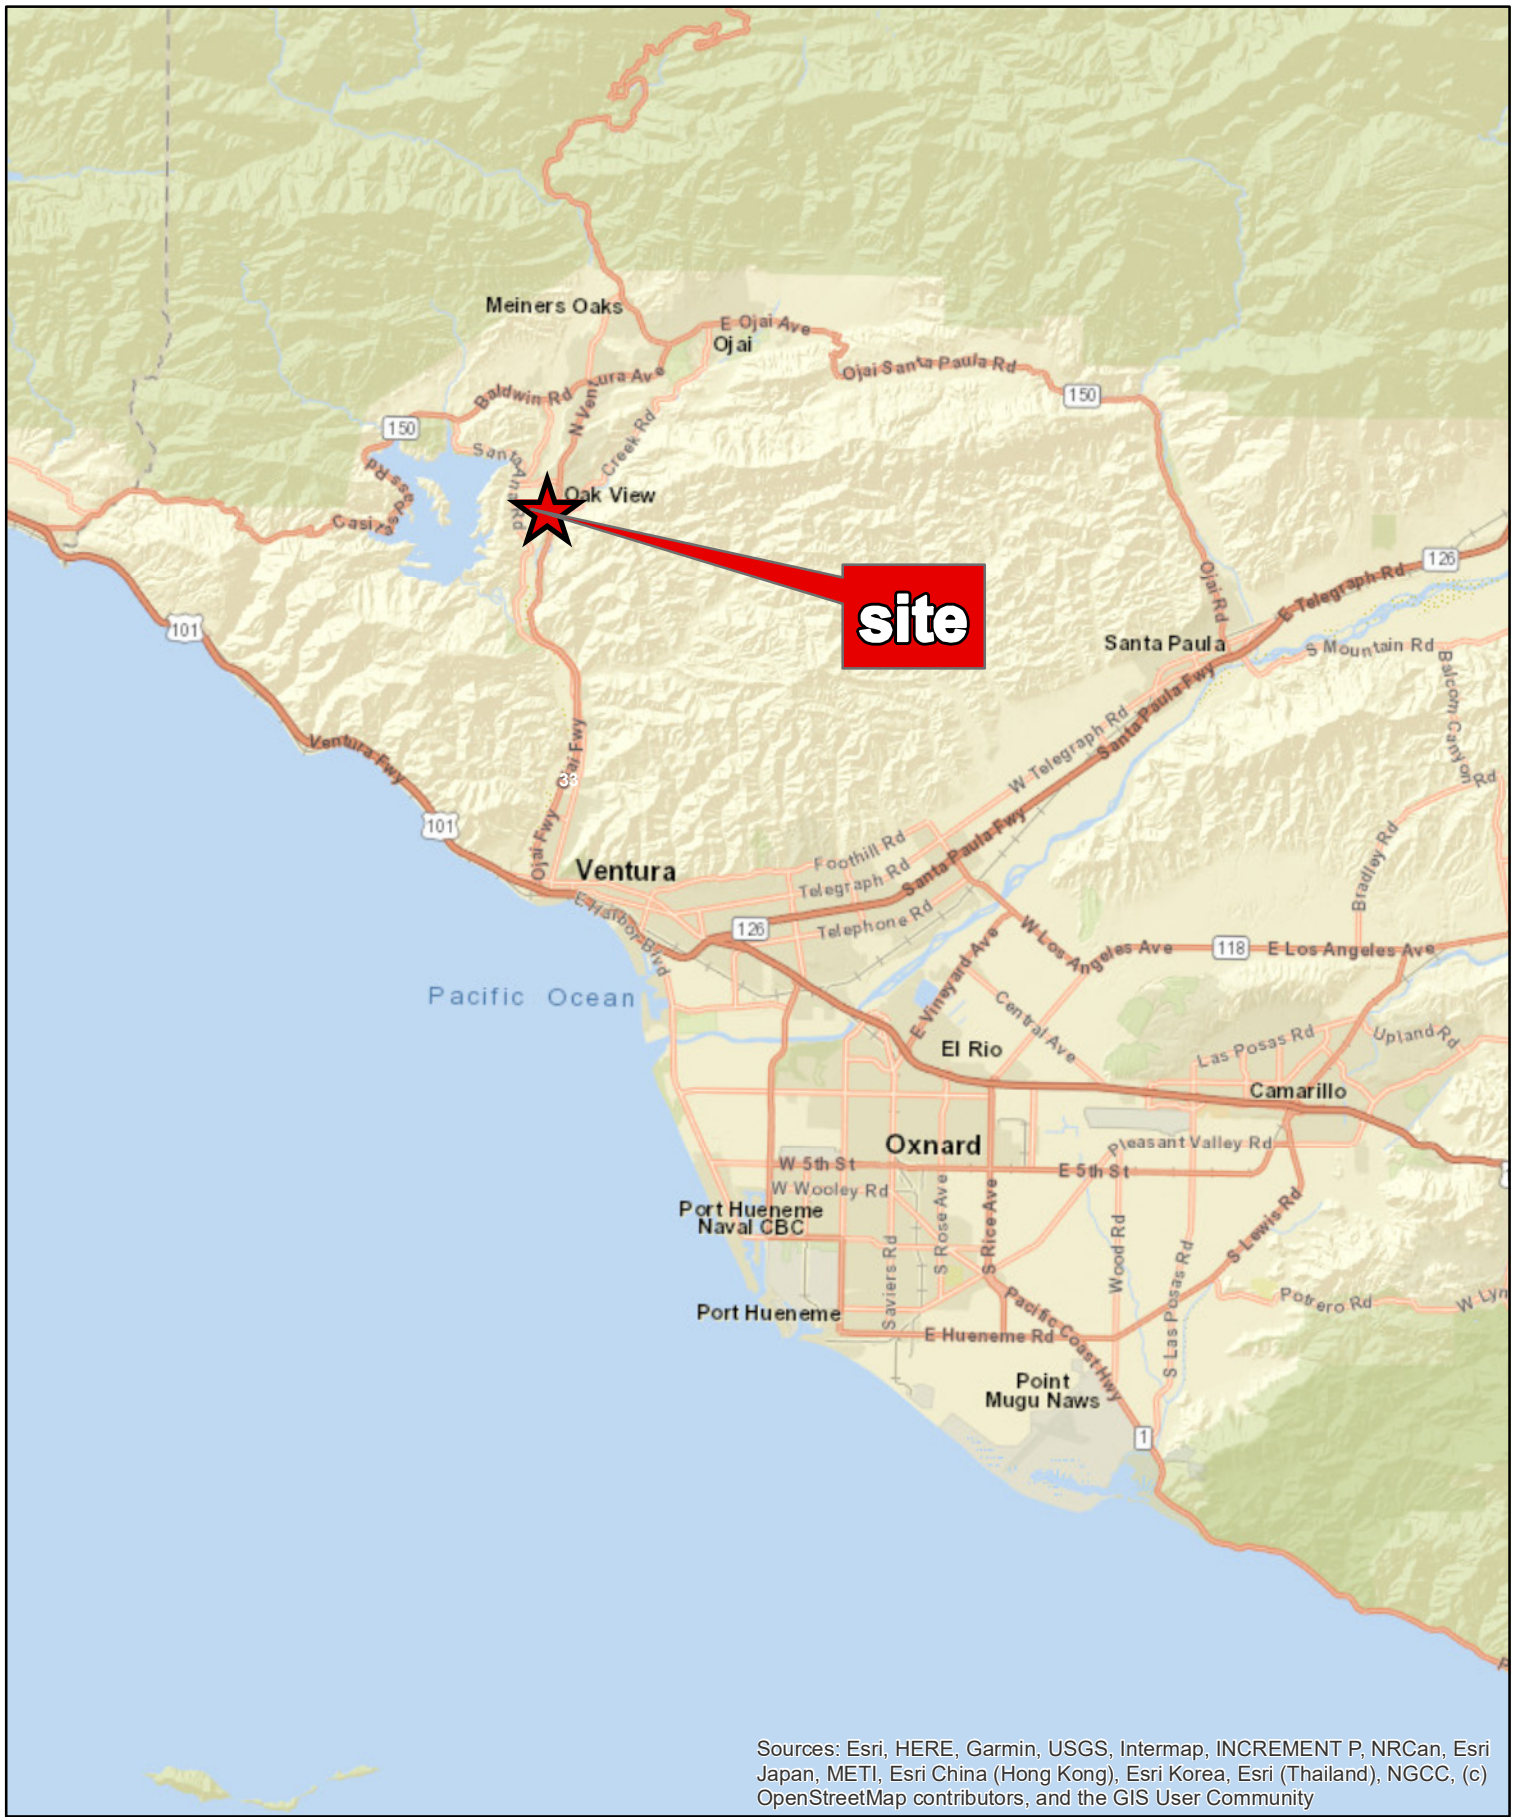 Meiners Oaks
E Ojai Ave
Ojai
Ojai Santa Paula Rd
150
N Ventura Ave
Baldwin Rd
150
Creek Rd
Santa Ana Rd
Casitas Pass Rd
Oak View
site
126
E Telegraph Rd
Ojai Rd
Santa Paula
S Mountain Rd
Balcom Canyon Rd
101
Santa Paula Fwy
W Telegraph Rd
Ventura Fwy
Ojai Fwy
33
101
Ojai Fwy
Ventura
Foothill Rd
Telegraph Rd
Santa Paula Fwy
Telephone Rd
Bradley Rd
E Harbor Blvd
126
W Los Angeles Ave
118
E Los Angeles Ave
Pacific Ocean
E Vineyard Ave
Central Ave
El Rio
Las Posas Rd
Upland Rd
Camarillo
Oxnard
Pleasant Valley Rd
W 5th St
E 5th St
W Wooley Rd
Port Hueneme
Naval CBC
Saviers Rd
S Rose Ave
S Rice Ave
Wood Rd
S Las Posas Rd
S Lewis Rd
Port Hueneme
Pacific Coast Hwy
Potrero Rd
W Lyn
E Hueneme Rd
Point
Mugu Naws
1
Sources: Esri, HERE, Garmin, USGS, Intermap, INCREMENT P, NRCan, Esri
Japan, METI, Esri China (Hong Kong), Esri Korea, Esri (Thailand), NGCC, (c)
OpenStreetMap contributors, and the GIS User Community